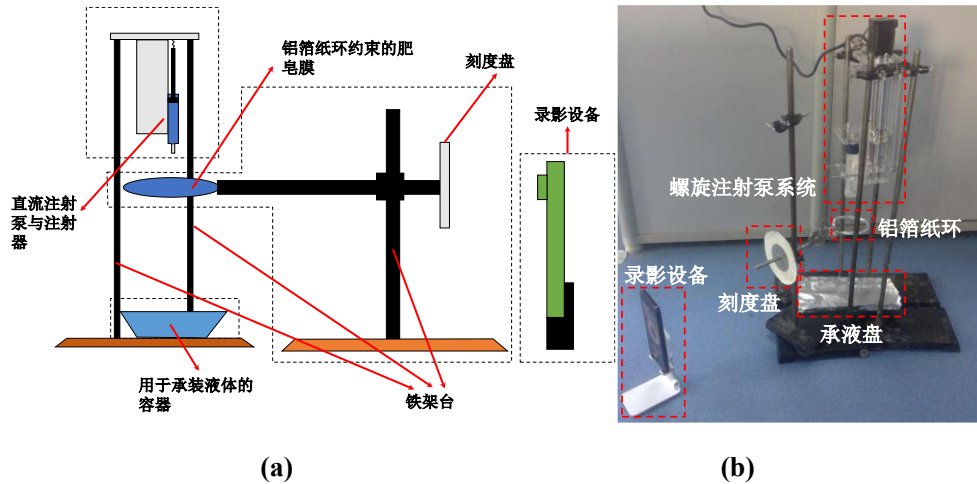 铝箔纸环约束的肥
皂膜
刻度盘
录影设备
直流注射
泵与注射
器
用于承装液体的
容器
铁架台
(a)
螺旋注射泵系统
铝箔纸环
录影设备
刻度盘
承液盘
(b)